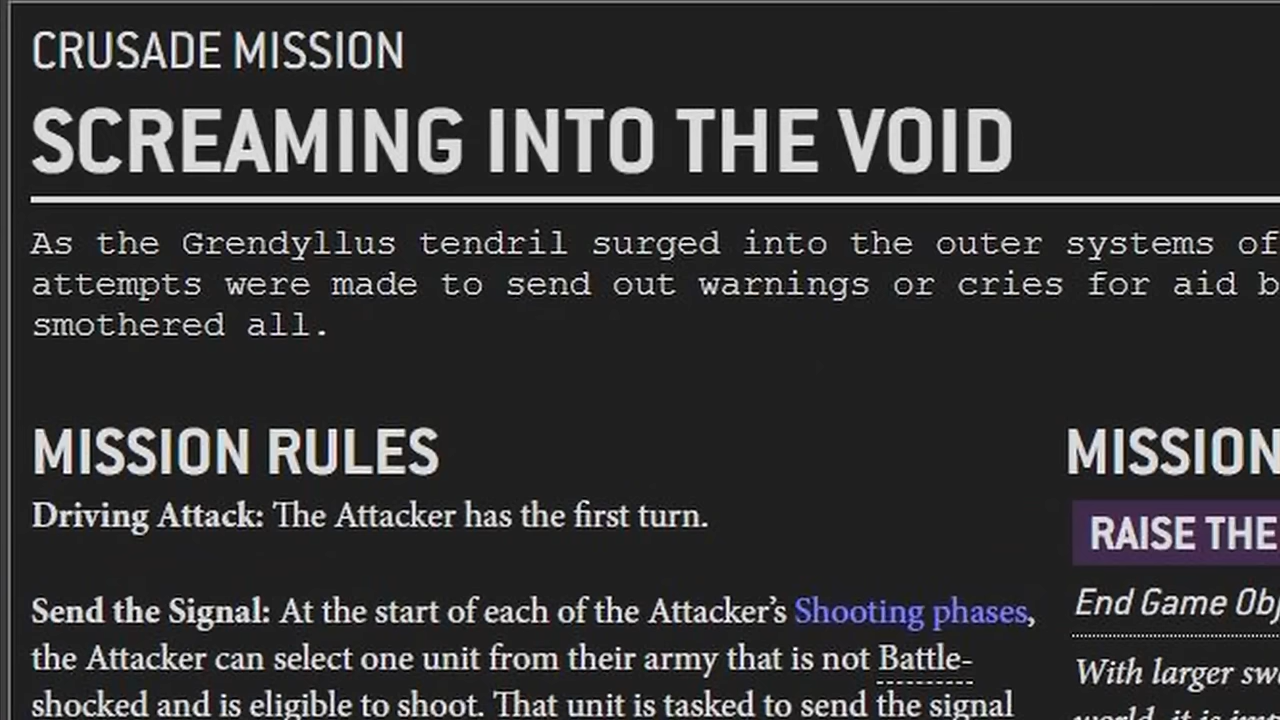 CRUSADE MISSION
SCREAMING INTO THE VOID
As the Grendyllus tendril surged into the outer systems of
attempts were made to send out warnings or cries for aid b
smothered all.
MISSION RULES
Driving Attack: The Attacker has the first turn.
Send the Signal: At the start of each of the Attacker's Shooting phases,
the Attacker can select one unit from their army that is not Battle-
shocked and is eligible to shoot. That unit is tasked to send the signal
MISSION
RAISE THE
End Game Obj
With larger swa
world, it is